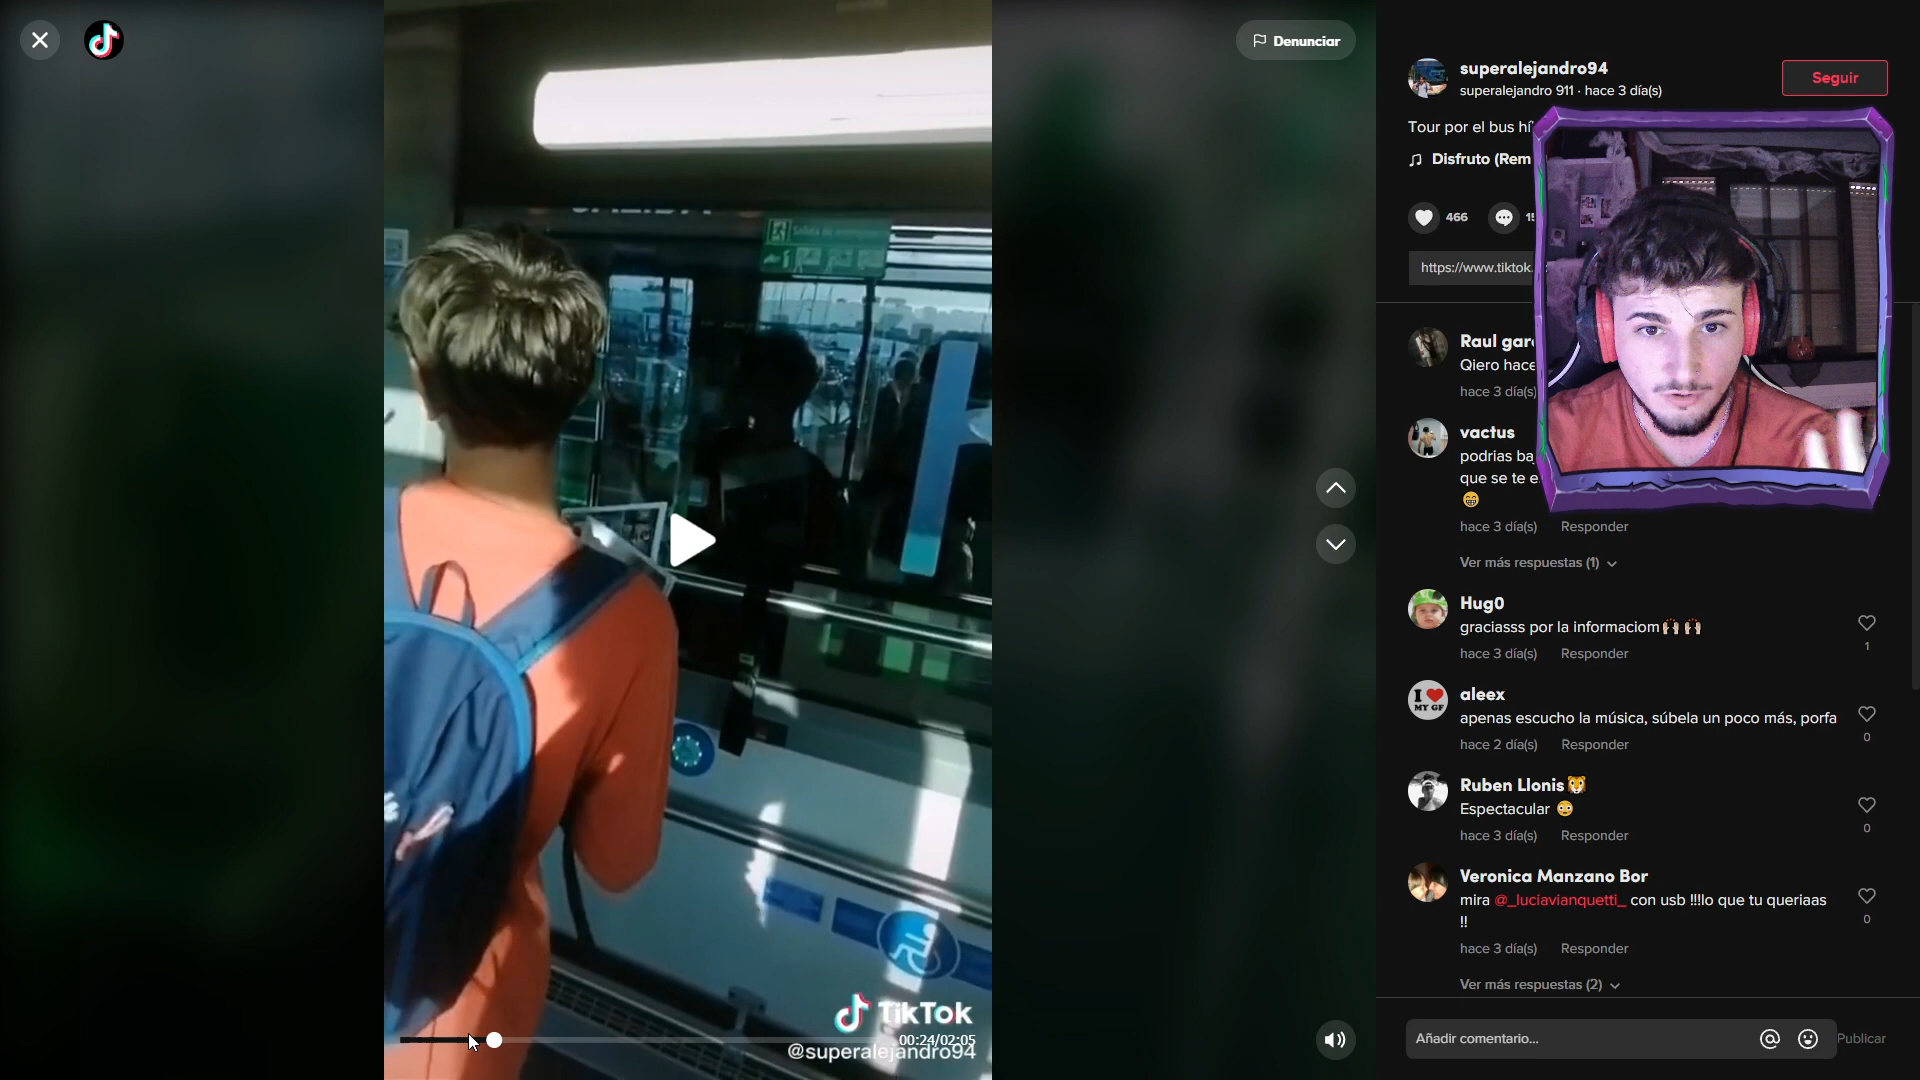 Denunciar
superalejandro94
superalejandro 911 · hace 3 día(s)
Seguir
Tour por el bus hí
Disfruto (Rem
466
https://www.tiktok.
Raul gar
Qiero hace
hace 3 día(s)
vactus
podrias ba
que se te e
😁
hace 3 día(s) Responder
Ver más respuestas (1)
Hug0
graciasss por la informaciom🙌🏻 🙌🏻
hace 3 día(s) Responder
1
aleex
apenas escucho la música, súbela un poco más, porfa
hace 2 día(s) Responder
0
I ❤ MY GF
Ruben Llonis🐯
Espectacular 😳
hace 3 día(s) Responder
0
Veronica Manzano Bor
mira @_luciavianquetti_ con usb !!!lo que tu queriaas
!!
hace 3 día(s) Responder
0
Ver más respuestas (2)
Añadir comentario...
Publicar
TikTok
00:24/02:05
@superalejandro94